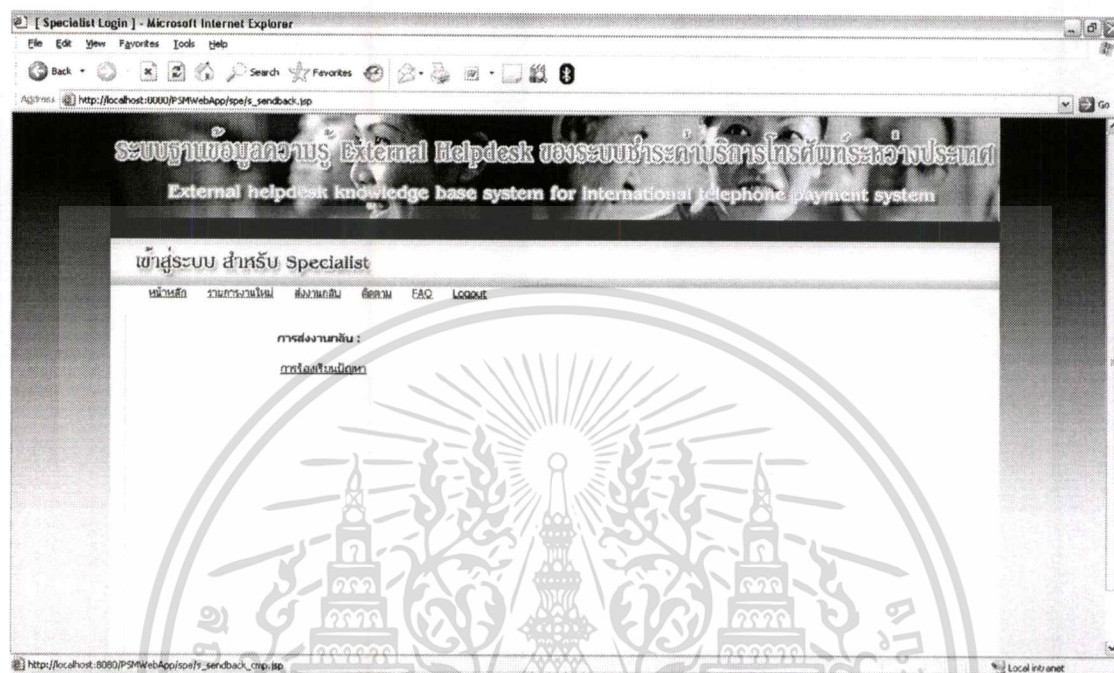 [ Specialist Login ] - Microsoft Internet Explorer
File Edit View Favorites Tools Help
Back Search Favorites
Address http://localhost:8080/PSMWebApp/spe/s_sendback.jsp Go
ระบบฐานข้อมูลความรู้ External Helpdesk ของระบบชำระค่าบริการโทรศัพท์ระหว่างประเทศ
External helpdesk knowledge base system for international telephone payment system
เข้าสู่ระบบ สำหรับ Specialist
หน้าหลัก รายการงานใหม่ ส่งงานกลับ ติดตาม FAQ Logout
การส่งงานกลับ :
การร้องเรียนปัญหา
http://localhost:8080/PSMWebApp/spe/s_sendback_cmp.jsp Local intranet